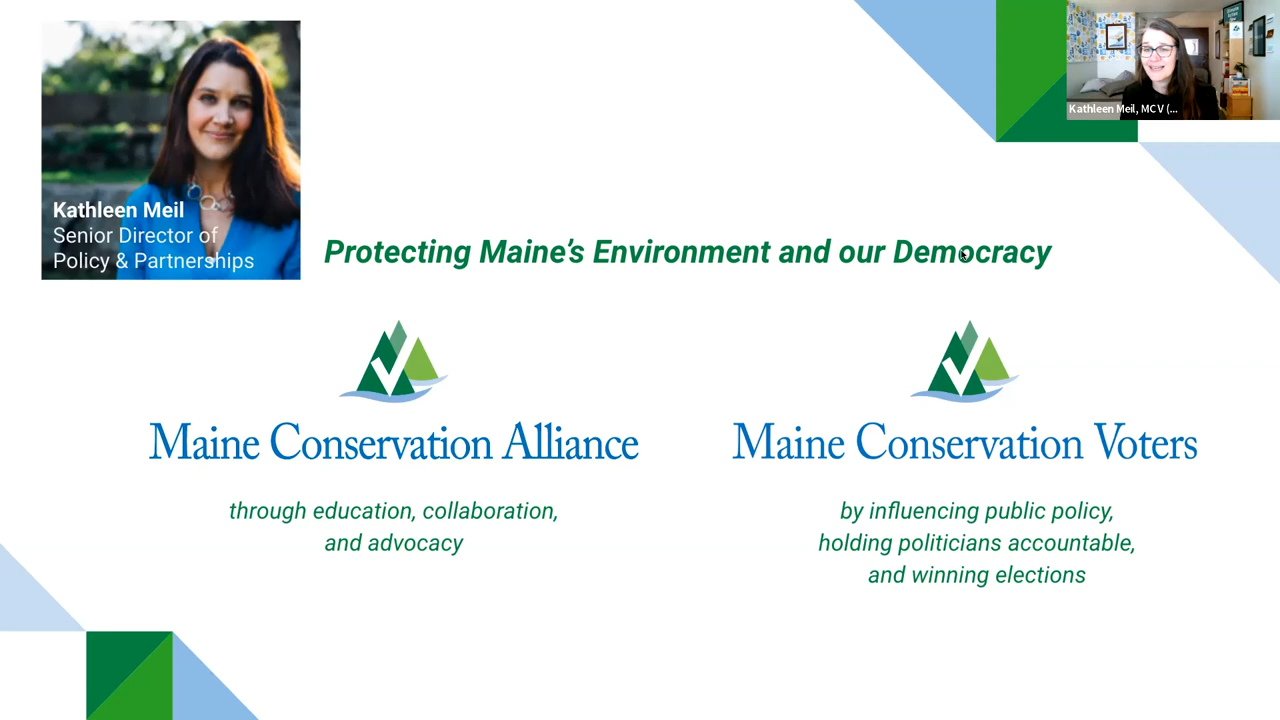 Kathleen Meil
Senior Director of
Policy & Partnerships
Kathleen Meil, MCV (...
Protecting Maine's Environment and our Democracy
Maine Conservation Alliance
through education, collaboration,
and advocacy
Maine Conservation Voters
by influencing public policy,
holding politicians accountable,
and winning elections